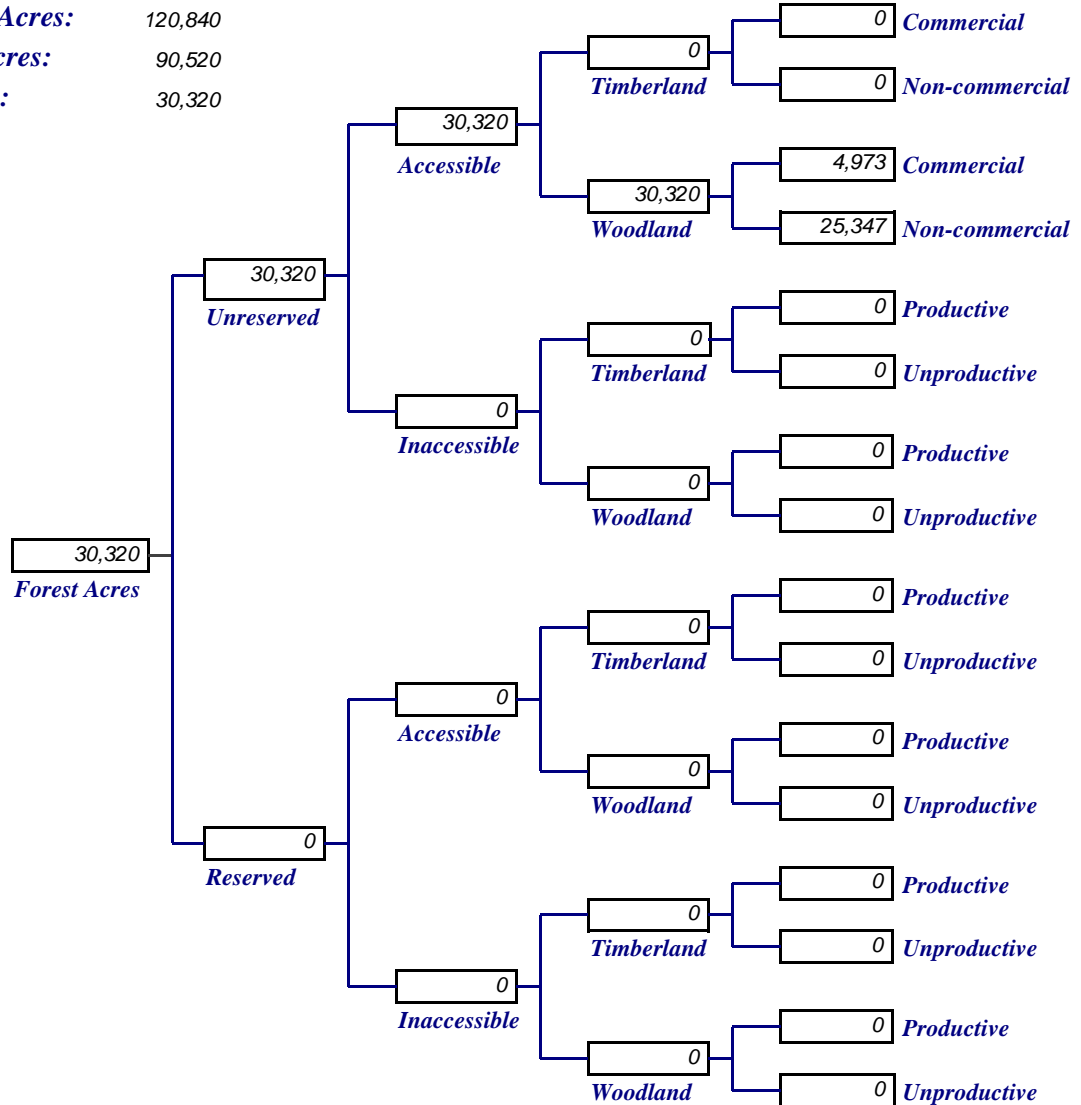 Acres: 120,840
cres: 90,520
: 30,320
0 Commercial
0
Timberland
0 Non-commercial
30,320
Accessible
4,973 Commercial
30,320
Woodland
25,347 Non-commercial
30,320
Unreserved
0 Productive
0
Timberland
0 Unproductive
0
Inaccessible
0 Productive
0
Woodland
0 Unproductive
30,320
Forest Acres
0 Productive
0
Timberland
0 Unproductive
0
Accessible
0 Productive
0
Woodland
0 Unproductive
0
Reserved
0 Productive
0
Timberland
0 Unproductive
0
Inaccessible
0 Productive
0
Woodland
0 Unproductive